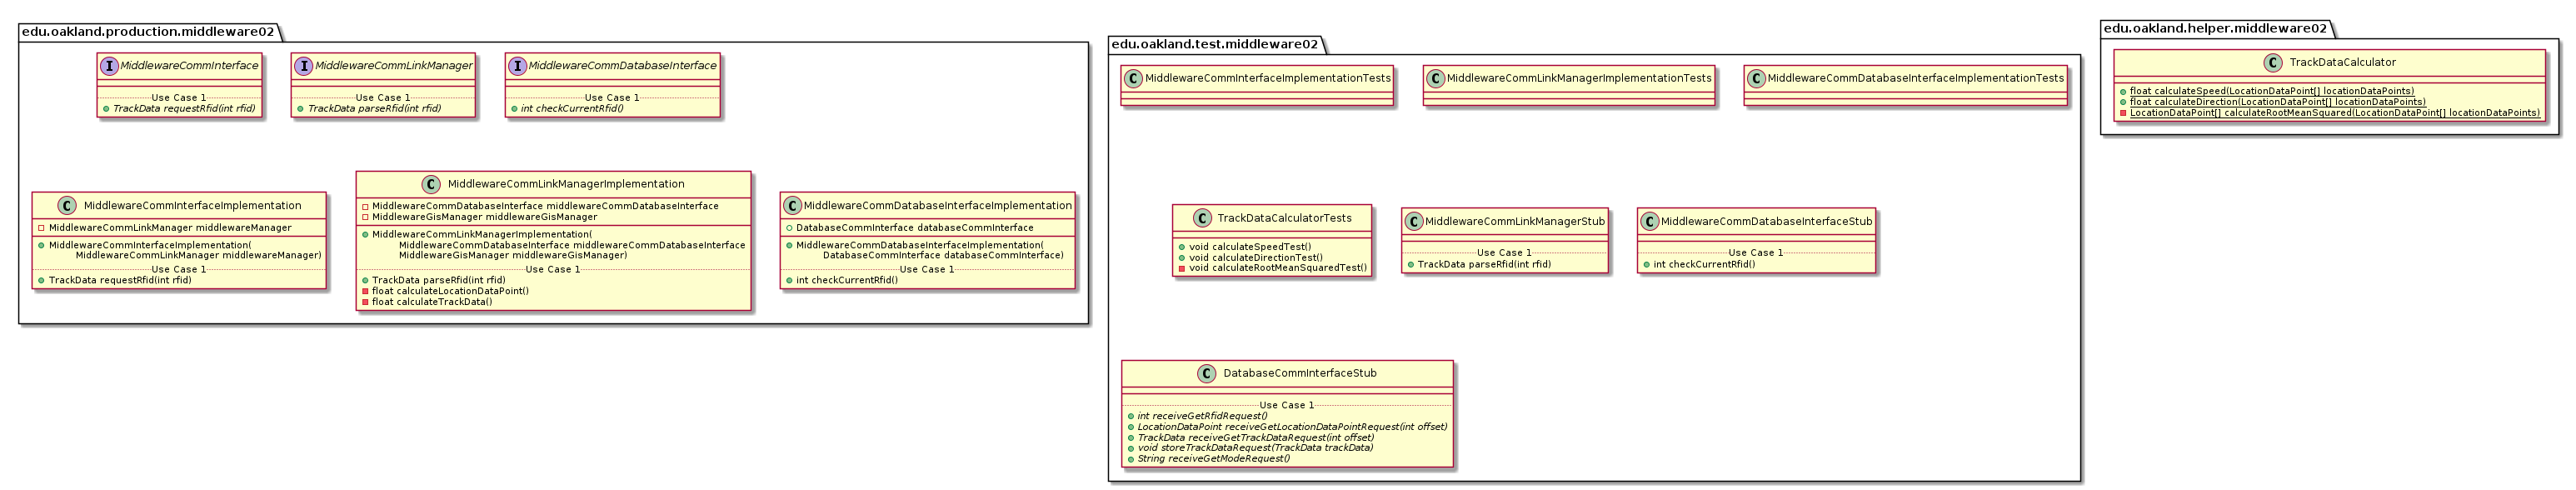 edu.oakland.production.middleware02
I MiddlewareCommInterface
Use Case 1
TrackData requestRfid(int rfid)
I MiddlewareCommLinkManager
Use Case 1
TrackData parseRfid(int rfid)
I MiddlewareCommDatabaseInterface
Use Case 1
int checkCurrentRfid()
C MiddlewareCommInterfaceImplementation
MiddlewareCommLinkManager middlewareManager
MiddlewareCommInterfaceImplementation(
MiddlewareCommLinkManager middlewareManager)
Use Case 1
TrackData requestRfid(int rfid)
C MiddlewareCommLinkManagerImplementation
MiddlewareCommDatabaseInterface middlewareCommDatabaseInterface
MiddlewareGisManager middlewareGisManager
MiddlewareCommLinkManagerImplementation(
MiddlewareCommDatabaseInterface middlewareCommDatabaseInterface
MiddlewareGisManager middlewareGisManager)
Use Case 1
TrackData parseRfid(int rfid)
float calculateLocationDataPoint()
float calculateTrackData()
C MiddlewareCommDatabaseInterfaceImplementation
DatabaseCommInterface databaseCommInterface
MiddlewareCommDatabaseInterfaceImplementation(
DatabaseCommInterface databaseCommInterface)
Use Case 1
int checkCurrentRfid()
edu.oakland.test.middleware02
C MiddlewareCommInterfaceImplementationTests
C MiddlewareCommLinkManagerImplementationTests
C MiddlewareCommDatabaseInterfaceImplementationTests
C TrackDataCalculatorTests
void calculateSpeedTest()
void calculateDirectionTest()
void calculateRootMeanSquaredTest()
C MiddlewareCommLinkManagerStub
Use Case 1
TrackData parseRfid(int rfid)
C MiddlewareCommDatabaseInterfaceStub
Use Case 1
int checkCurrentRfid()
C DatabaseCommInterfaceStub
Use Case 1
int receiveGetRfidRequest()
LocationDataPoint receiveGetLocationDataPointRequest(int offset)
TrackData receiveGetTrackDataRequest(int offset)
void storeTrackDataRequest(TrackData trackData)
String receiveGetModeRequest()
edu.oakland.helper.middleware02
C TrackDataCalculator
float calculateSpeed(LocationDataPoint[] locationDataPoints)
float calculateDirection(LocationDataPoint[] locationDataPoints)
LocationDataPoint[] calculateRootMeanSquared(LocationDataPoint[] locationDataPoints)